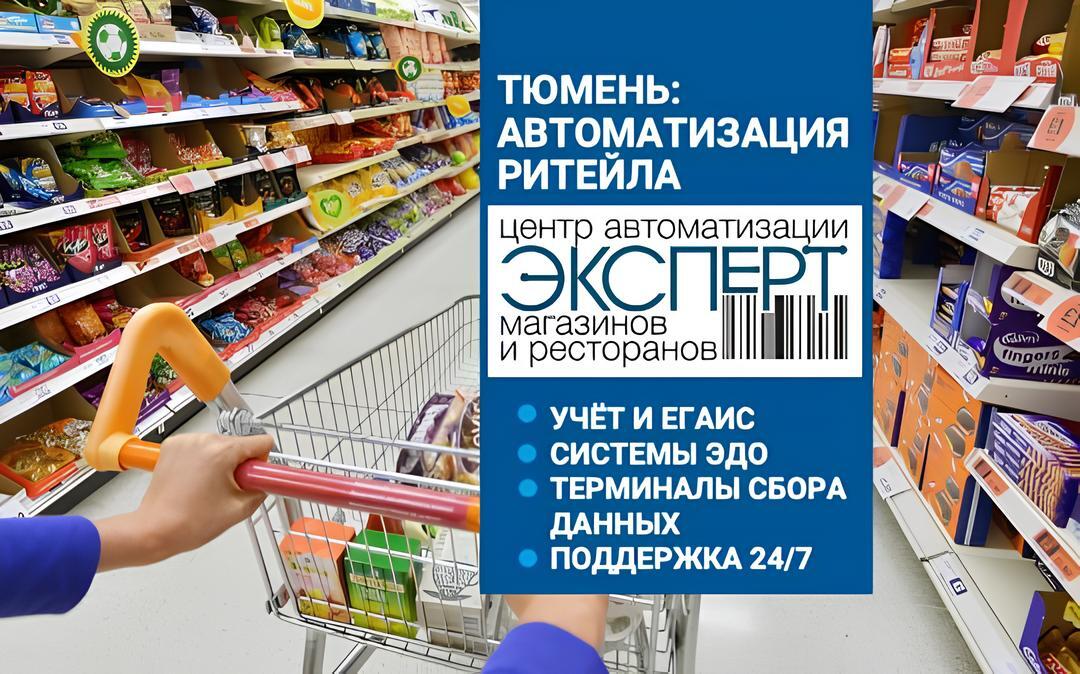 ТЮМЕНЬ:
АВТОМАТИЗАЦИЯ
РИТЕЙЛА
центр автоматизации
ЭКСПЕРТ
магазинов
и ресторанов
УЧЁТ И ЕГАИС
СИСТЕМЫ ЭДО
ТЕРМИНАЛЫ СБОРА
ДАННЫХ
ПОДДЕРЖКА 24/7